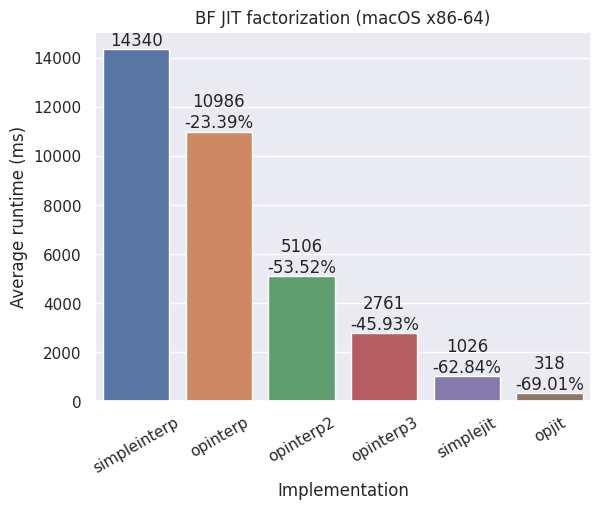 BF JIT factorization (macOS x86-64)
Average runtime (ms)
14000
12000
10000
8000
6000
4000
2000
0
14340
10986
-23.39%
5106
-53.52%
2761
-45.93%
1026
-62.84%
318
-69.01%
simpleinterp
opinterp
opinterp2
opinterp3
simplejit
opjit
Implementation